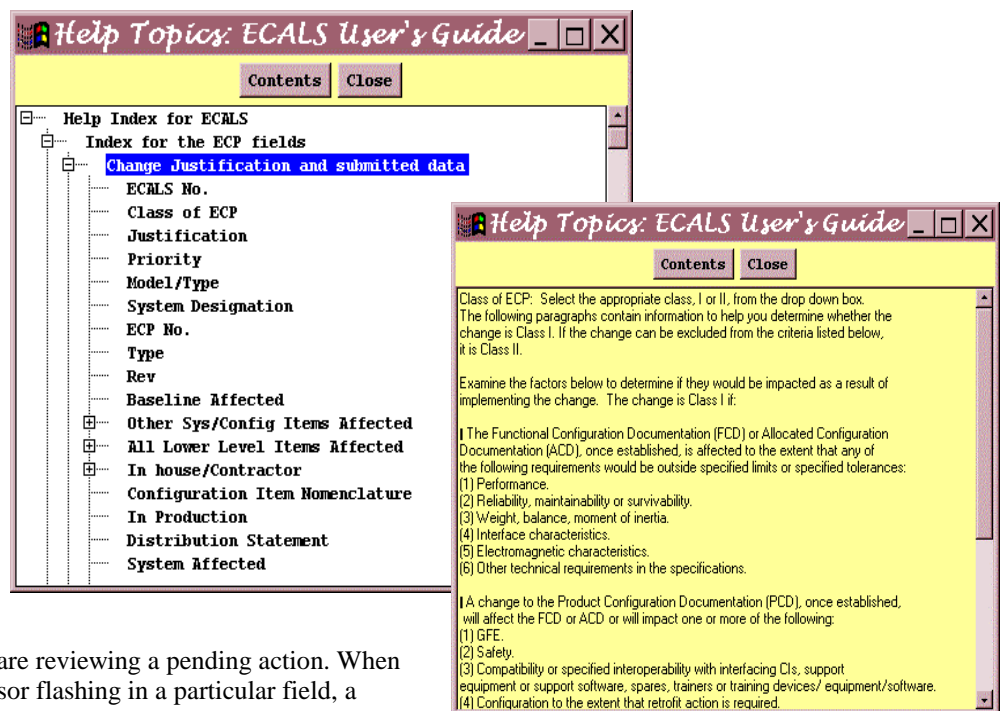 Help Topics: ECALS User's Guide
Contents Close
Help Index for ECALS
Index for the ECP fields
Change Justification and submitted data
ECALS No.
Class of ECP
Justification
Priority
Model/Type
System Designation
ECP No.
Type
Rev
Baseline Affected
Other Sys/Config Items Affected
All Lower Level Items Affected
In house/Contractor
Configuration Item Nomenclature
In Production
Distribution Statement
System Affected
Help Topics: ECALS User's Guide
Contents Close
Class of ECP: Select the appropriate class, I or II, from the drop down box.
The following paragraphs contain information to help you determine whether the
change is Class I. If the change can be excluded from the criteria listed below,
it is Class II.
Examine the factors below to determine if they would be impacted as a result of
implementing the change. The change is Class I if:
The Functional Configuration Documentation (FCD) or Allocated Configuration
Documentation (ACD), once established, is affected to the extent that any of
the following requirements would be outside specified limits or specified tolerances:
(1) Performance.
(2) Reliability, maintainability or survivability.
(3) Weight, balance, moment of inertia.
(4) Interface characteristics.
(5) Electromagnetic characteristics.
(6) Other technical requirements in the specifications.
A change to the Product Configuration Documentation (PCD), once established,
will affect the FCD or ACD or will impact one or more of the following:
(1) GFE.
(2) Safety.
(3) Compatibility or specified interoperability with interfacing CIs, support
equipment or support software, spares, trainers or training devices/ equipment/software.
(4) Configuration to the extent that retrofit action is required.
are reviewing a pending action. When
sor flashing in a particular field, a